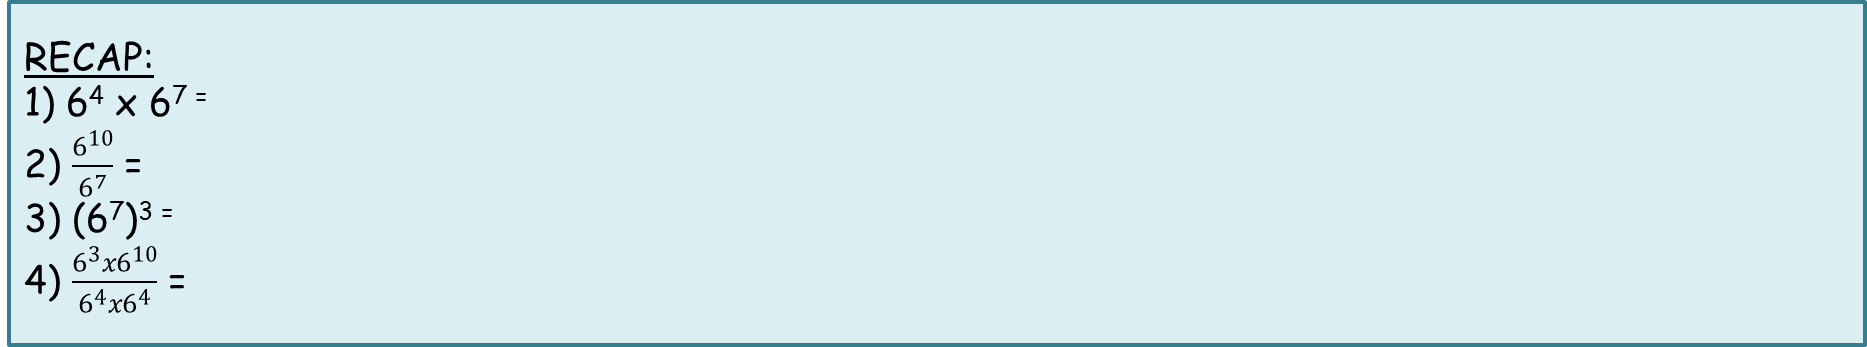 RECAP:
1) 6⁴ x 6⁷ =
2) 6¹⁰/6⁷ =
3) (6⁷)³ =
4) 6³x6¹⁰/6⁴x6⁴ =